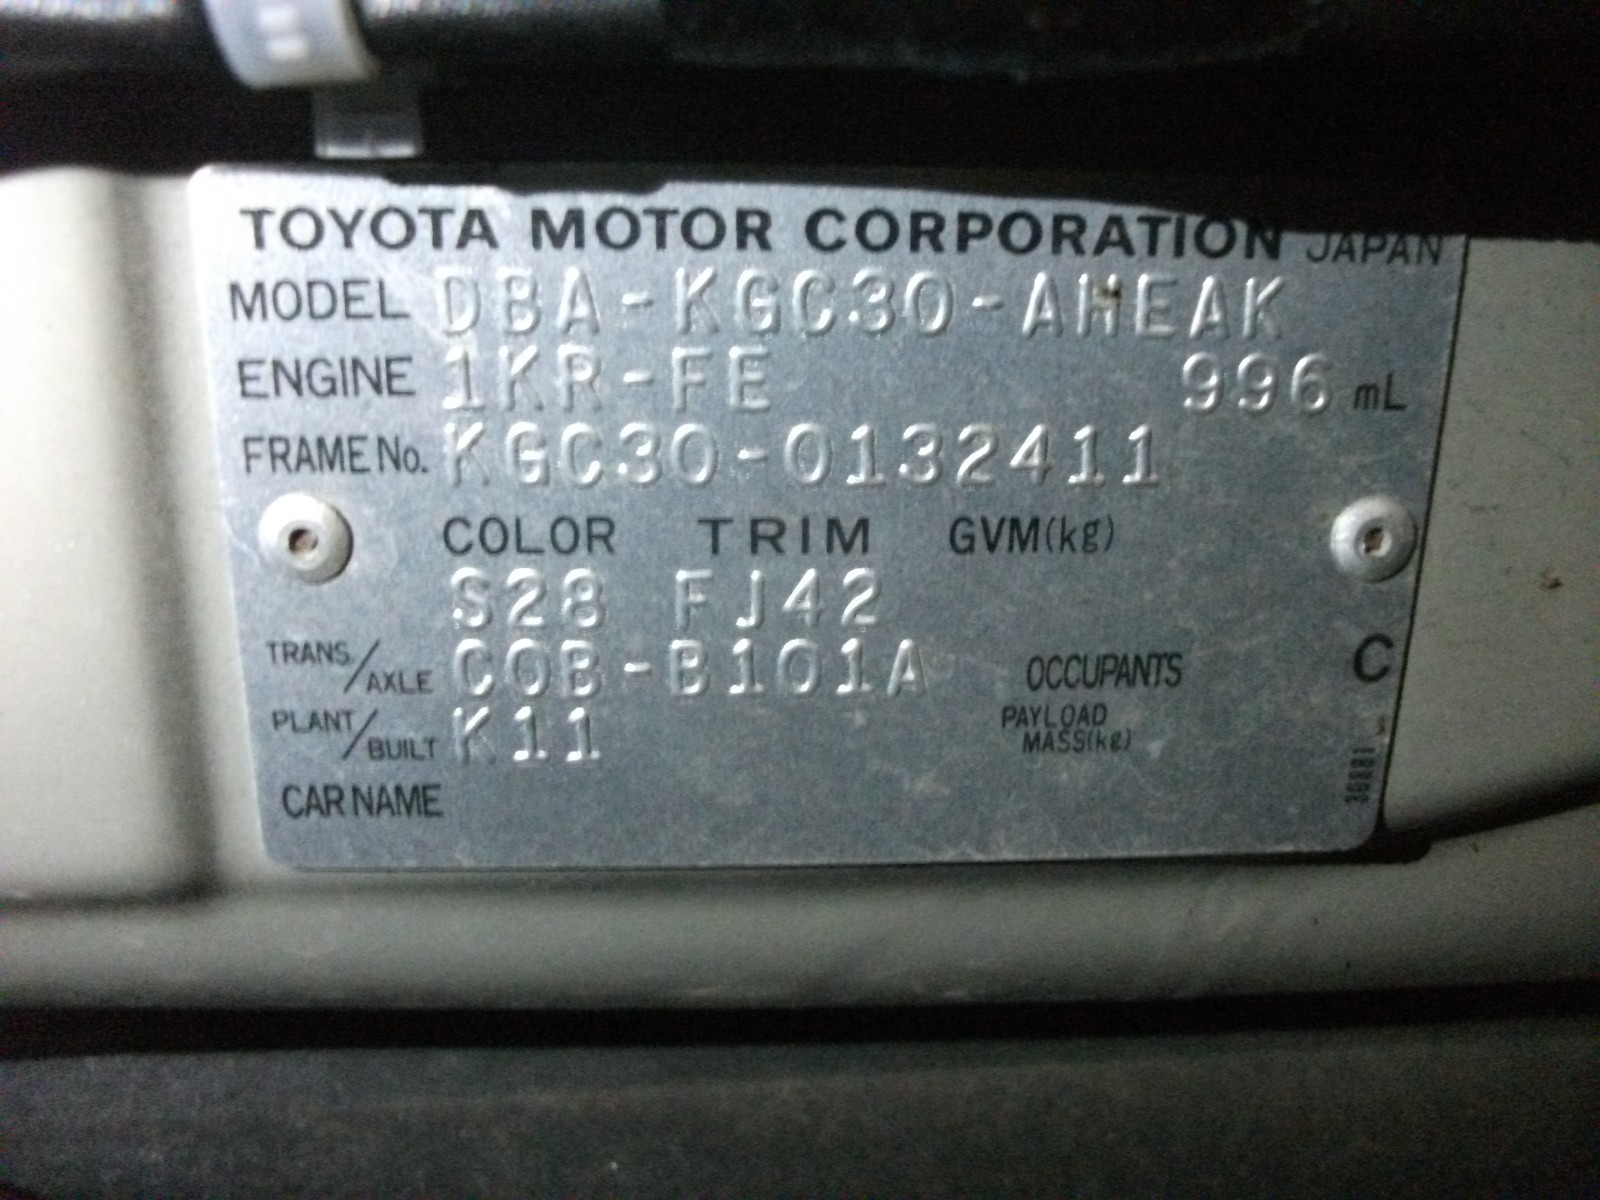 TOYOTA MOTOR CORPORATION JAPAN
MODEL DBA-KGC30-AHEAK
ENGINE 1KR-FE 996 mL
FRAME No. KGC30-0132411
COLOR TRIM GVM(kg)
S28 FJ42
TRANS/AXLE C0B-B101A OCCUPANTS C
PLANT/BUILT K11 PAYLOAD MASS(kg)
CAR NAME